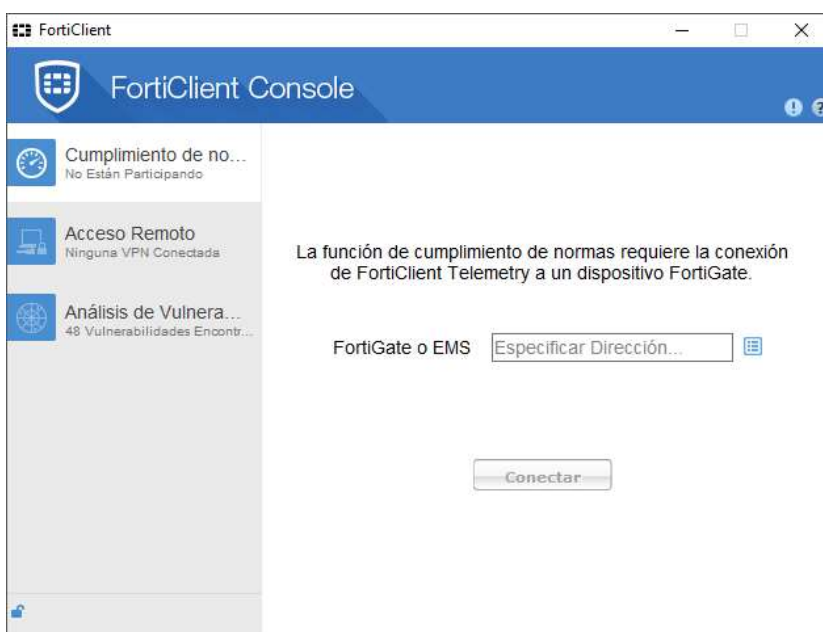 FortiClient
FortiClient Console
Cumplimiento de no...
No Están Participando
Acceso Remoto
Ninguna VPN Conectada
Análisis de Vulnera...
48 Vulnerabilidades Encontr...
La función de cumplimiento de normas requiere la conexión
de FortiClient Telemetry a un dispositivo FortiGate.
FortiGate o EMS
Especificar Dirección...
Conectar